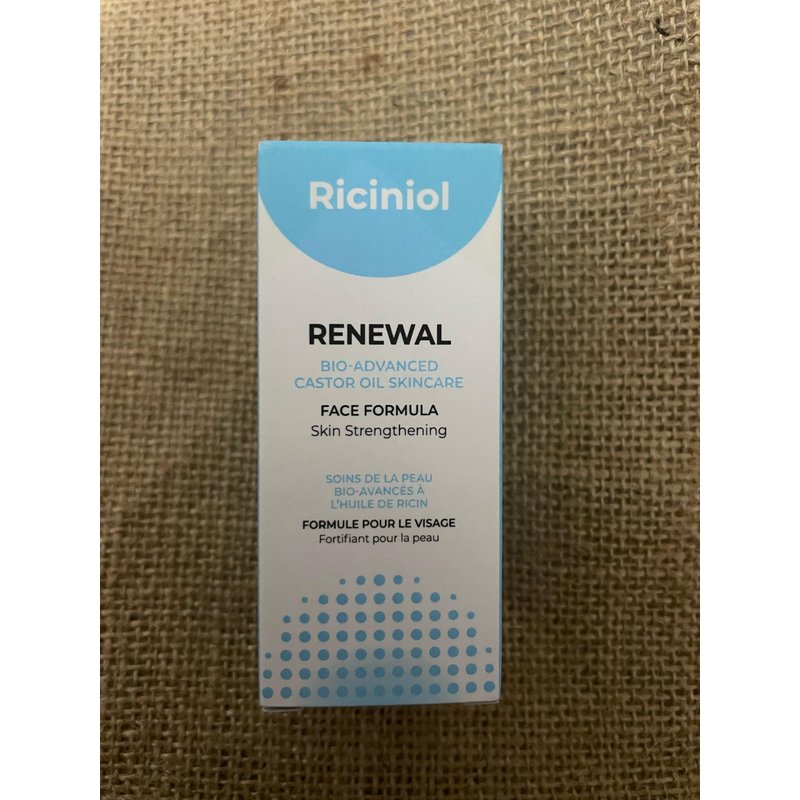 Riciniol
RENEWAL
BIO-ADVANCED
CASTOR OIL SKINCARE
FACE FORMULA
Skin Strengthening
SOINS DE LA PEAU
BIO-AVANCÉS À
L'HUILE DE RICIN
FORMULE POUR LE VISAGE
Fortifiant pour la peau